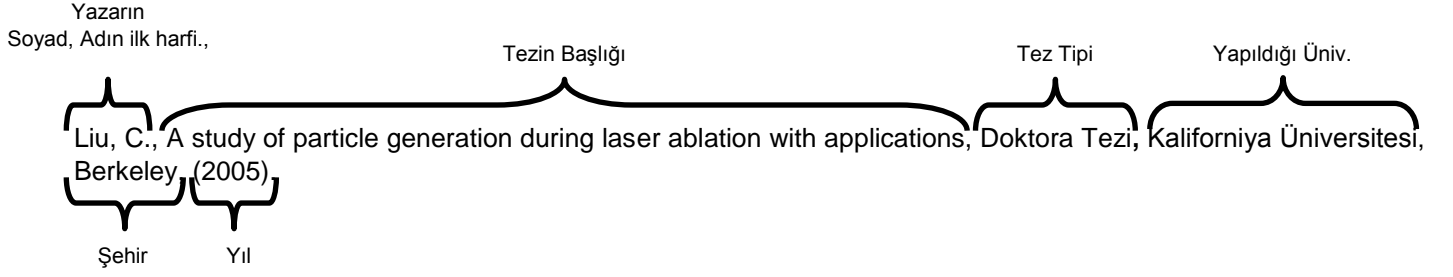 Yazarın
Soyad, Adın ilk harfi.,
Tezin Başlığı
Tez Tipi
Yapıldığı Üniv.
Liu, C., A study of particle generation during laser ablation with applications, Doktora Tezi, Kaliforniya Üniversitesi,
Berkeley, (2005).
Şehir
Yıl